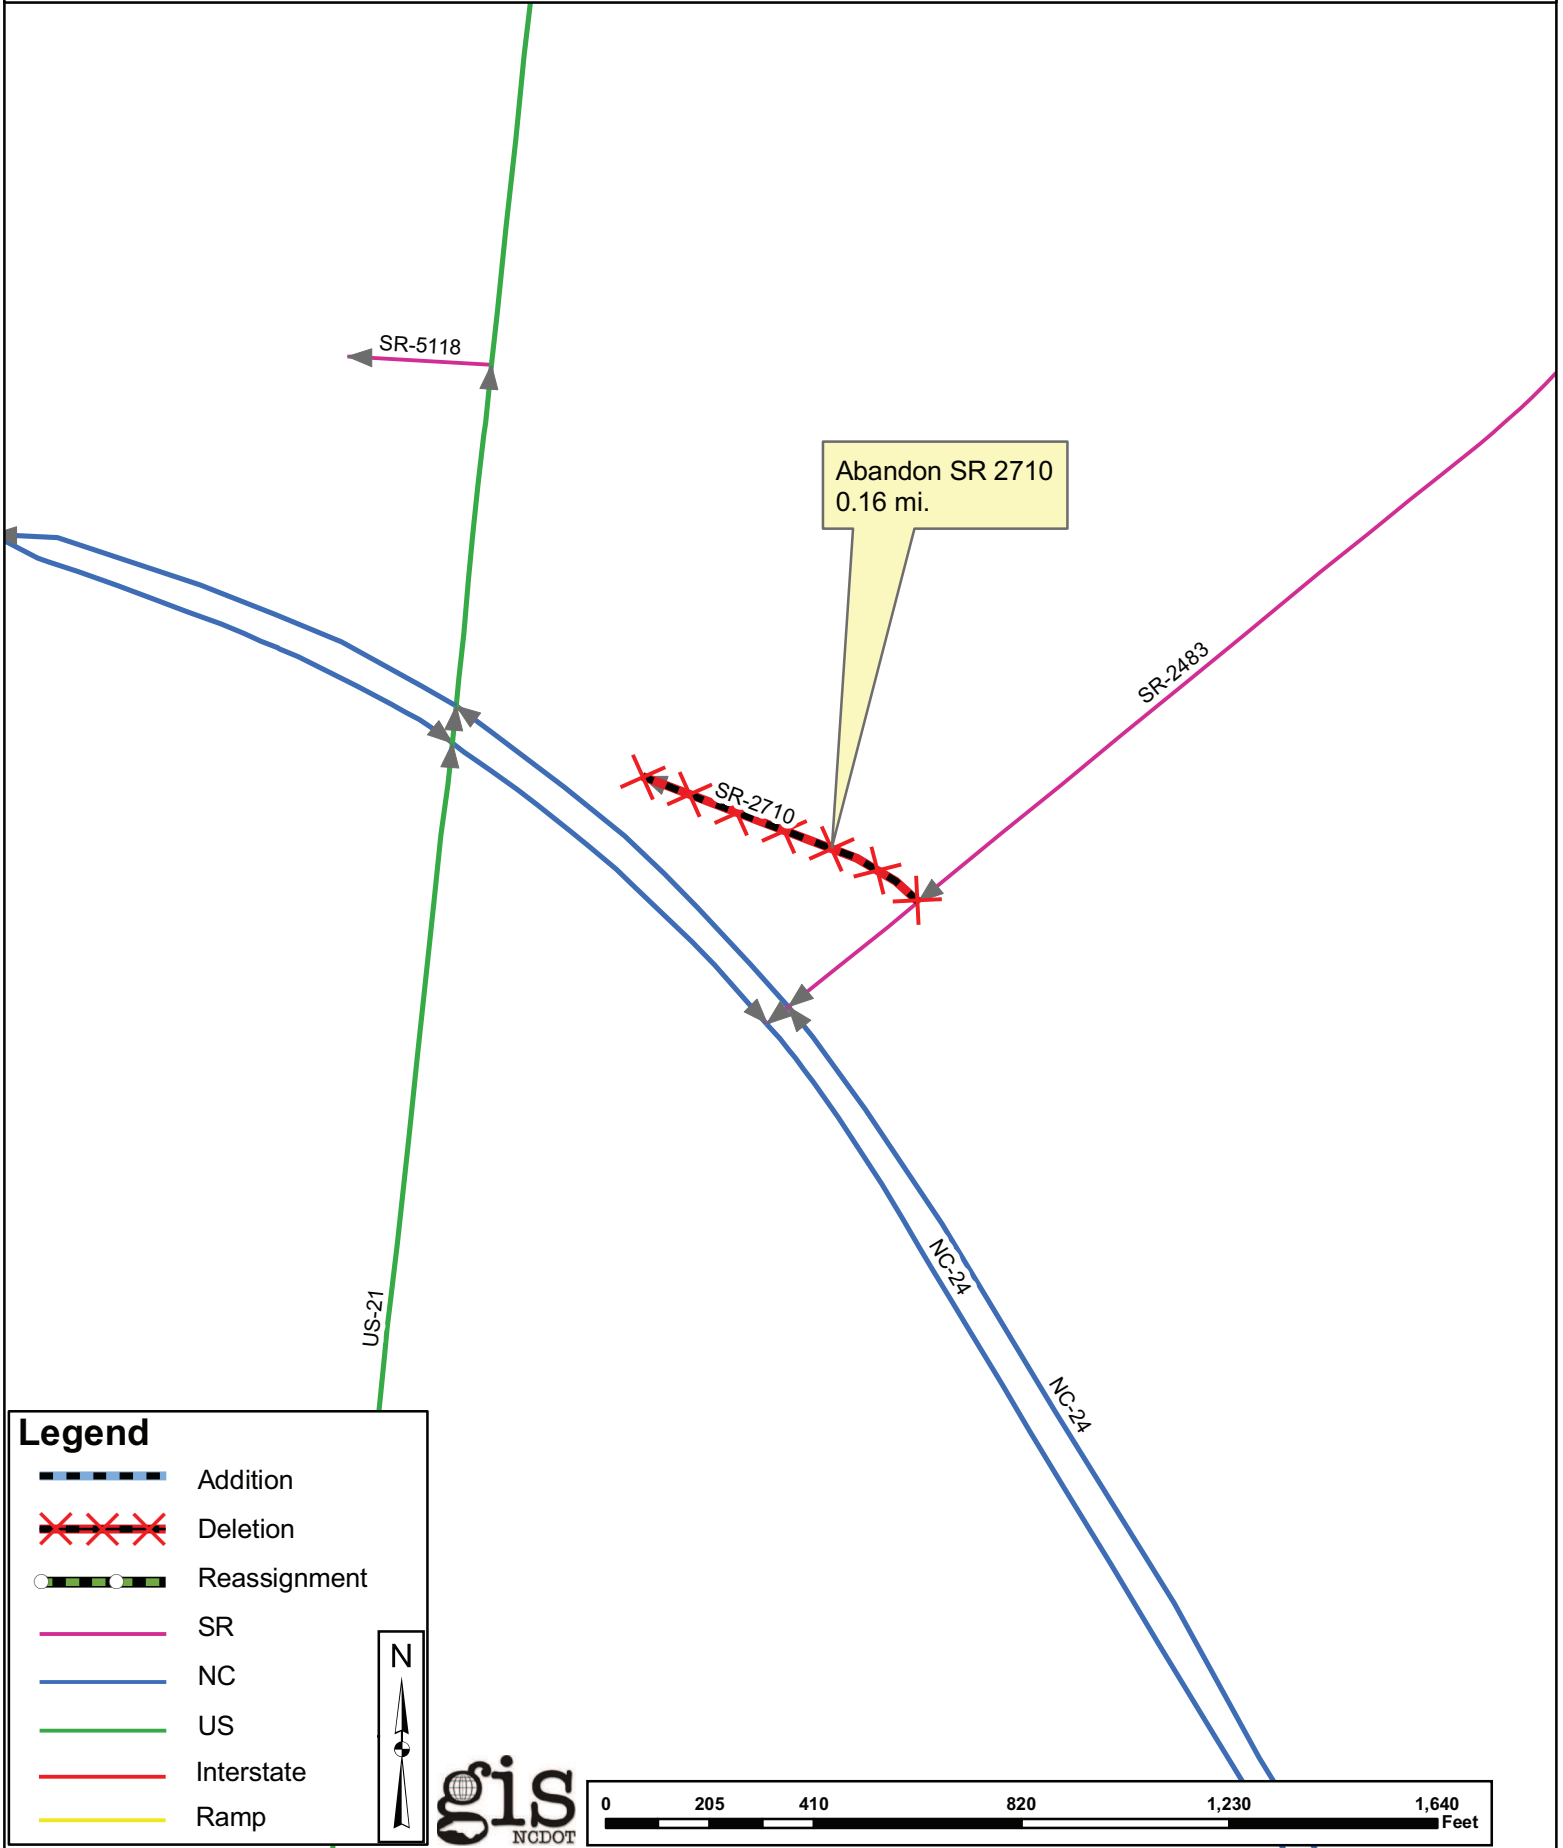 SR-5118
Abandon SR 2710
0.16 mi.
SR-2483
SR-2710
NC-24
US-21
NC-24
Legend
Addition
Deletion
Reassignment
SR
NC
US
Interstate
Ramp
N
gis
NCDOT
0 205 410 820 1,230 1,640
Feet